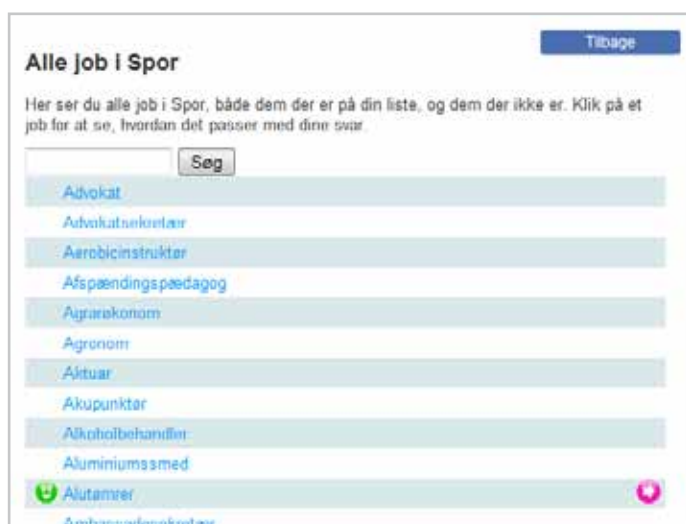 Tilbage
Alle job i Spor
Her ser du alle job i Spor, både dem der er på din liste, og dem der ikke er. Klik på et
job for at se, hvordan det passer med dine svar.
Søg
Advokat
Advokatsekretær
Aerobicinstruktør
Afspændingspædagog
Agrarøkonom
Agronom
Aktuar
Akupunktør
Alkoholbehandler
Aluminiumssmed
Alutømrer